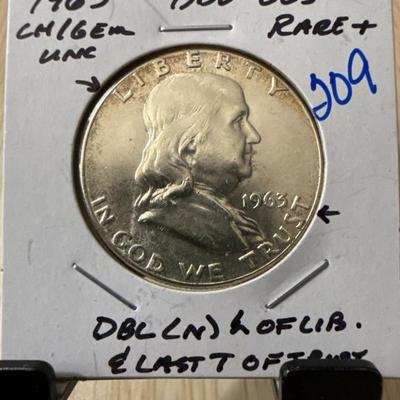 1963
CH/GEM
UNC
RARE +
209
LIBERTY
1963
IN GOD WE TRUST
DBL (N) & OF LIB.
& LAST T OF TRUST